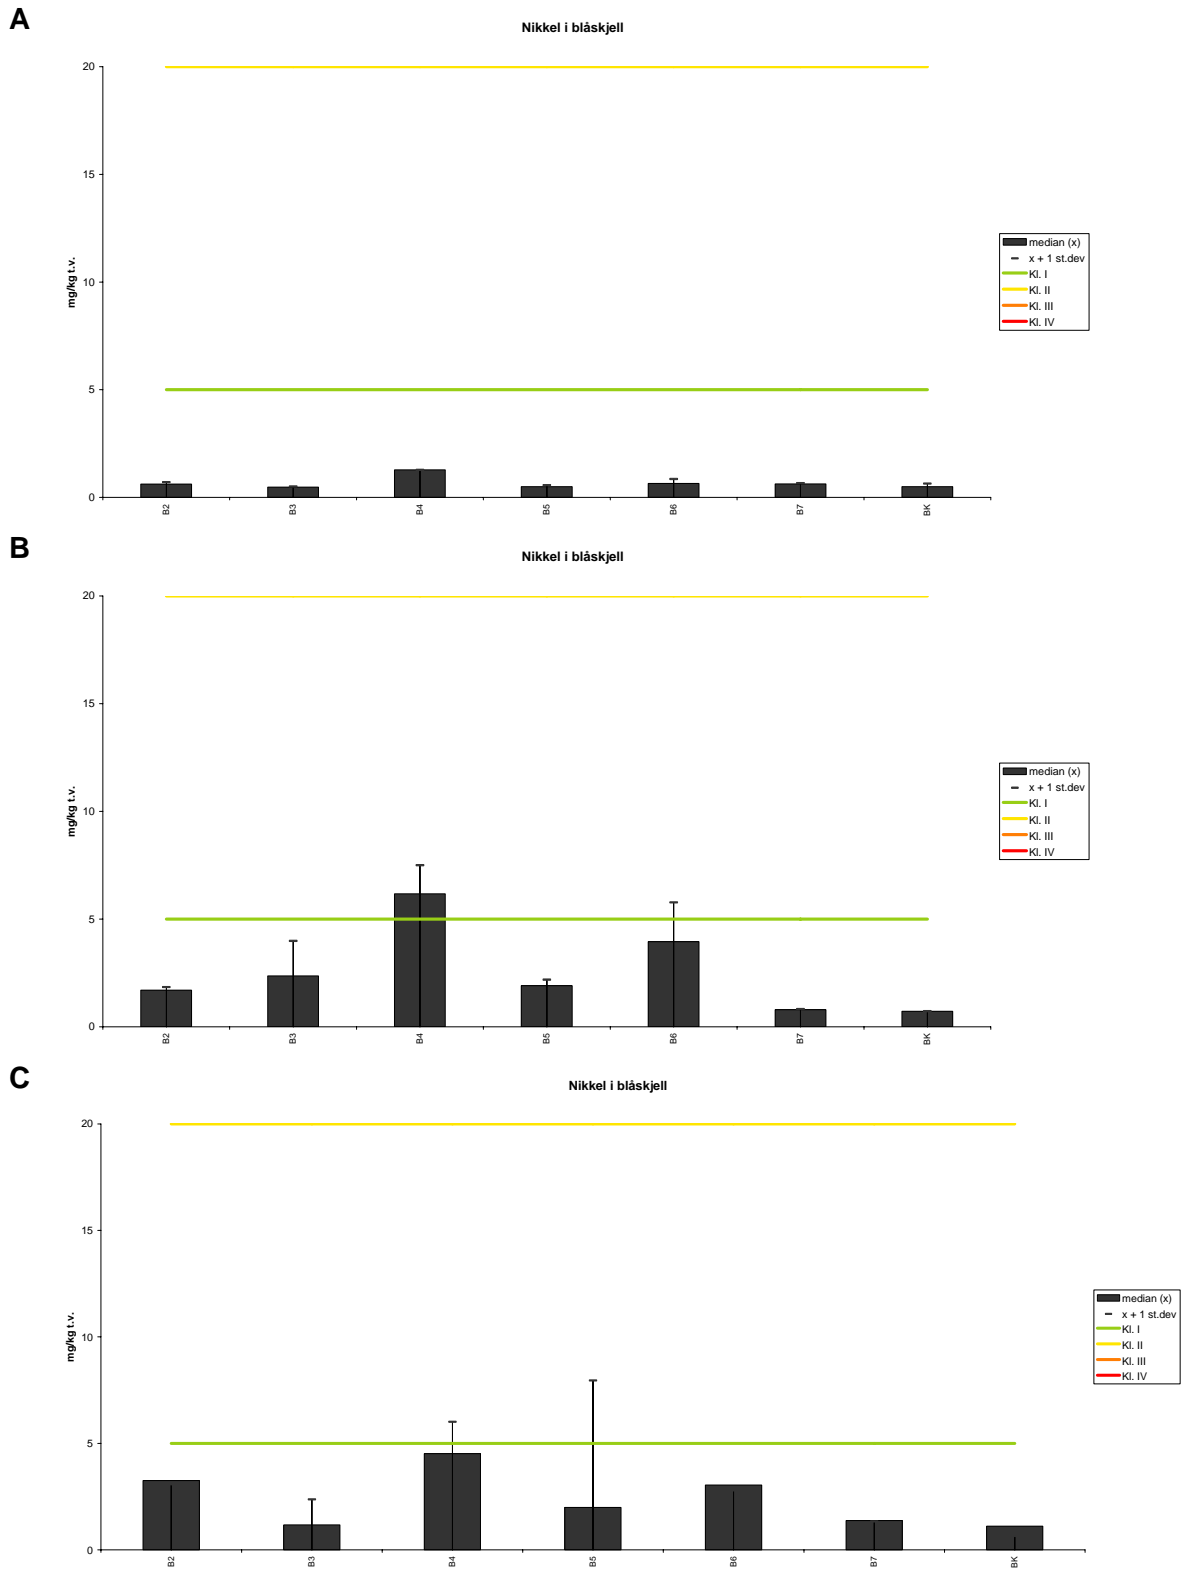 A
Nikkel i blåskjell
20
15
10
5
0
mg/kg t.v.
B2 B3 B4 B5 B6 B7 BK
median (x)
x + 1 st.dev
Kl. I
Kl. II
Kl. III
Kl. IV
B
Nikkel i blåskjell
20
15
10
5
0
mg/kg t.v.
B2 B3 B4 B5 B6 B7 BK
median (x)
x + 1 st.dev
Kl. I
Kl. II
Kl. III
Kl. IV
C
Nikkel i blåskjell
20
15
10
5
0
mg/kg t.v.
B2 B3 B4 B5 B6 B7 BK
median (x)
x + 1 st.dev
Kl. I
Kl. II
Kl. III
Kl. IV